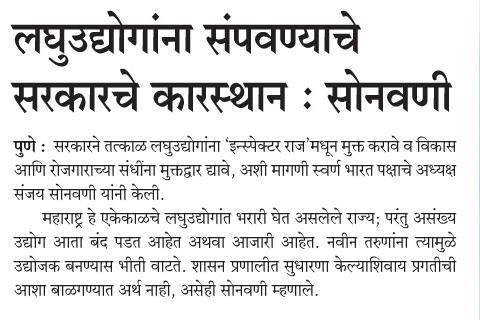 लघुउद्योगांना संपवण्याचे
सरकारचे कारस्थान : सोनवणी
पुणे : सरकारने तत्काळ लघुउद्योगांना 'इन्स्पेक्टर राज'मधून मुक्त करावे व विकास
आणि रोजगाराच्या संधींना मुक्तद्वार द्यावे, अशी मागणी स्वर्ण भारत पक्षाचे अध्यक्ष
संजय सोनवणी यांनी केली.
महाराष्ट्र हे एकेकाळचे लघुउद्योगांत भरारी घेत असलेले राज्य; परंतु असंख्य
उद्योग आता बंद पडत आहेत अथवा आजारी आहेत. नवीन तरुणांना त्यामुळे
उद्योजक बनण्यास भीती वाटते. शासन प्रणालीत सुधारणा केल्याशिवाय प्रगतीची
आशा बाळगण्यात अर्थ नाही, असेही सोनवणी म्हणाले.